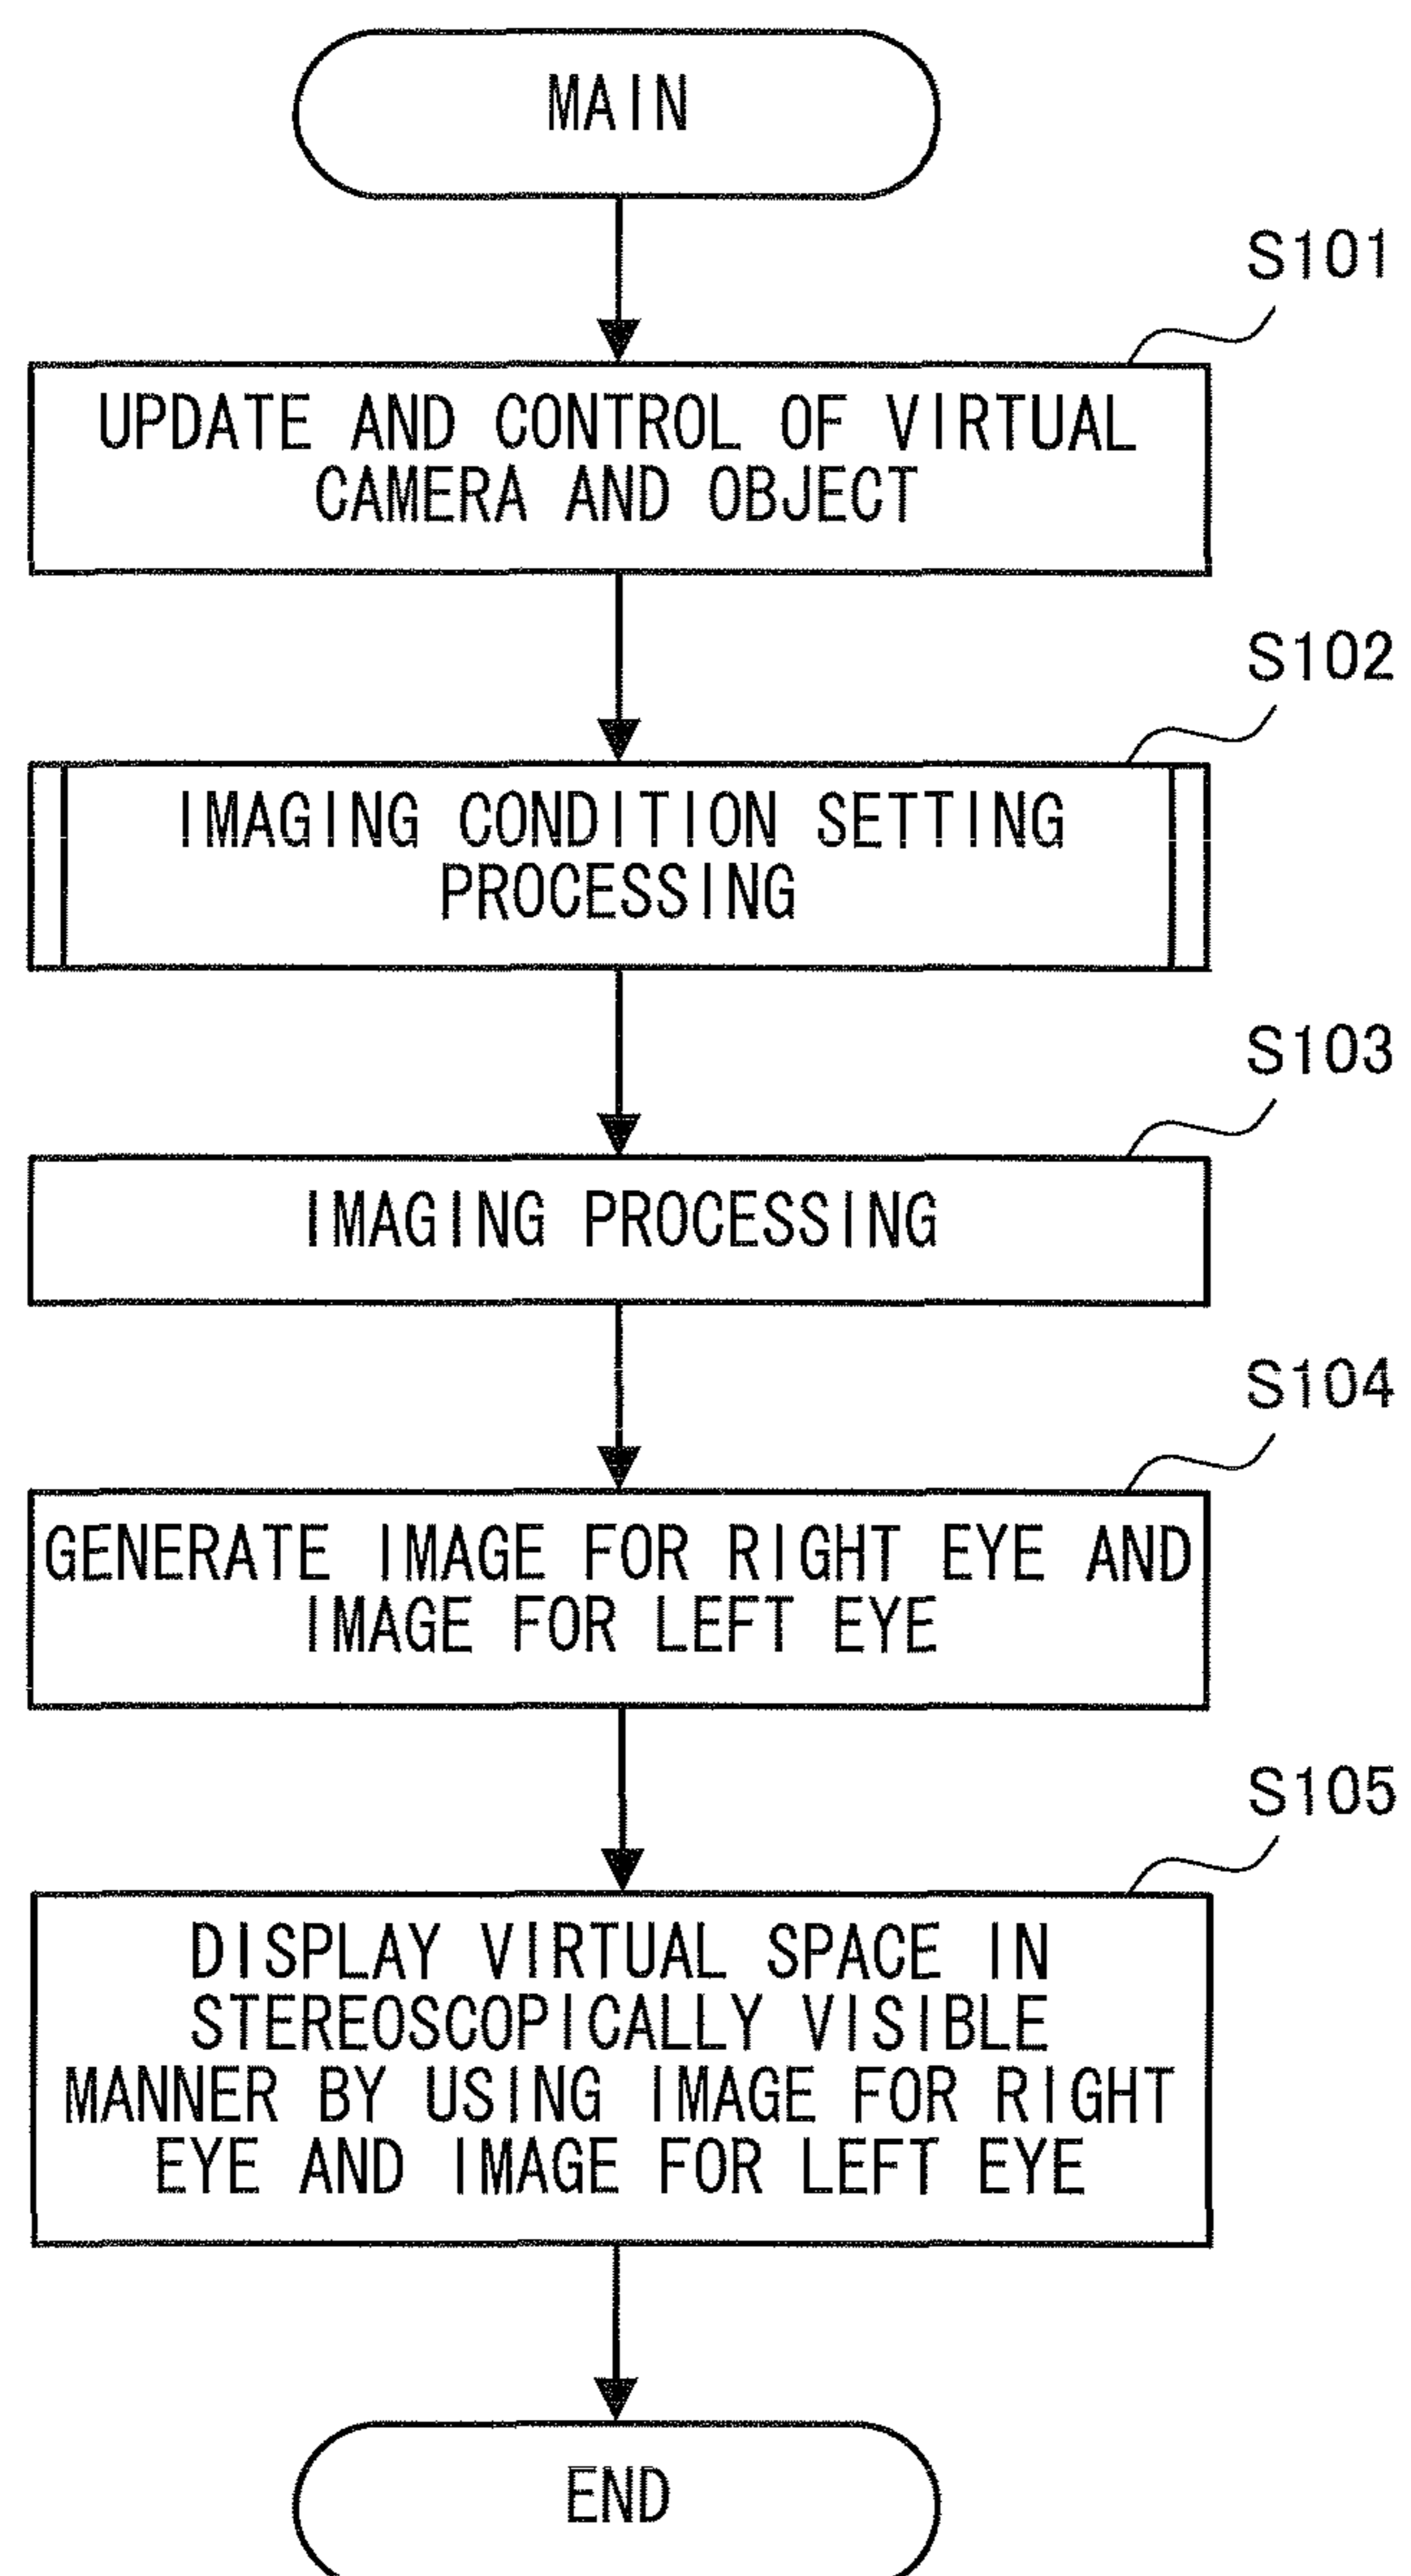 MAIN
S101
UPDATE AND CONTROL OF VIRTUAL
CAMERA AND OBJECT
S102
IMAGING CONDITION SETTING
PROCESSING
S103
IMAGING PROCESSING
S104
GENERATE IMAGE FOR RIGHT EYE AND
IMAGE FOR LEFT EYE
S105
DISPLAY VIRTUAL SPACE IN
STEREOSCOPICALLY VISIBLE
MANNER BY USING IMAGE FOR RIGHT
EYE AND IMAGE FOR LEFT EYE
END